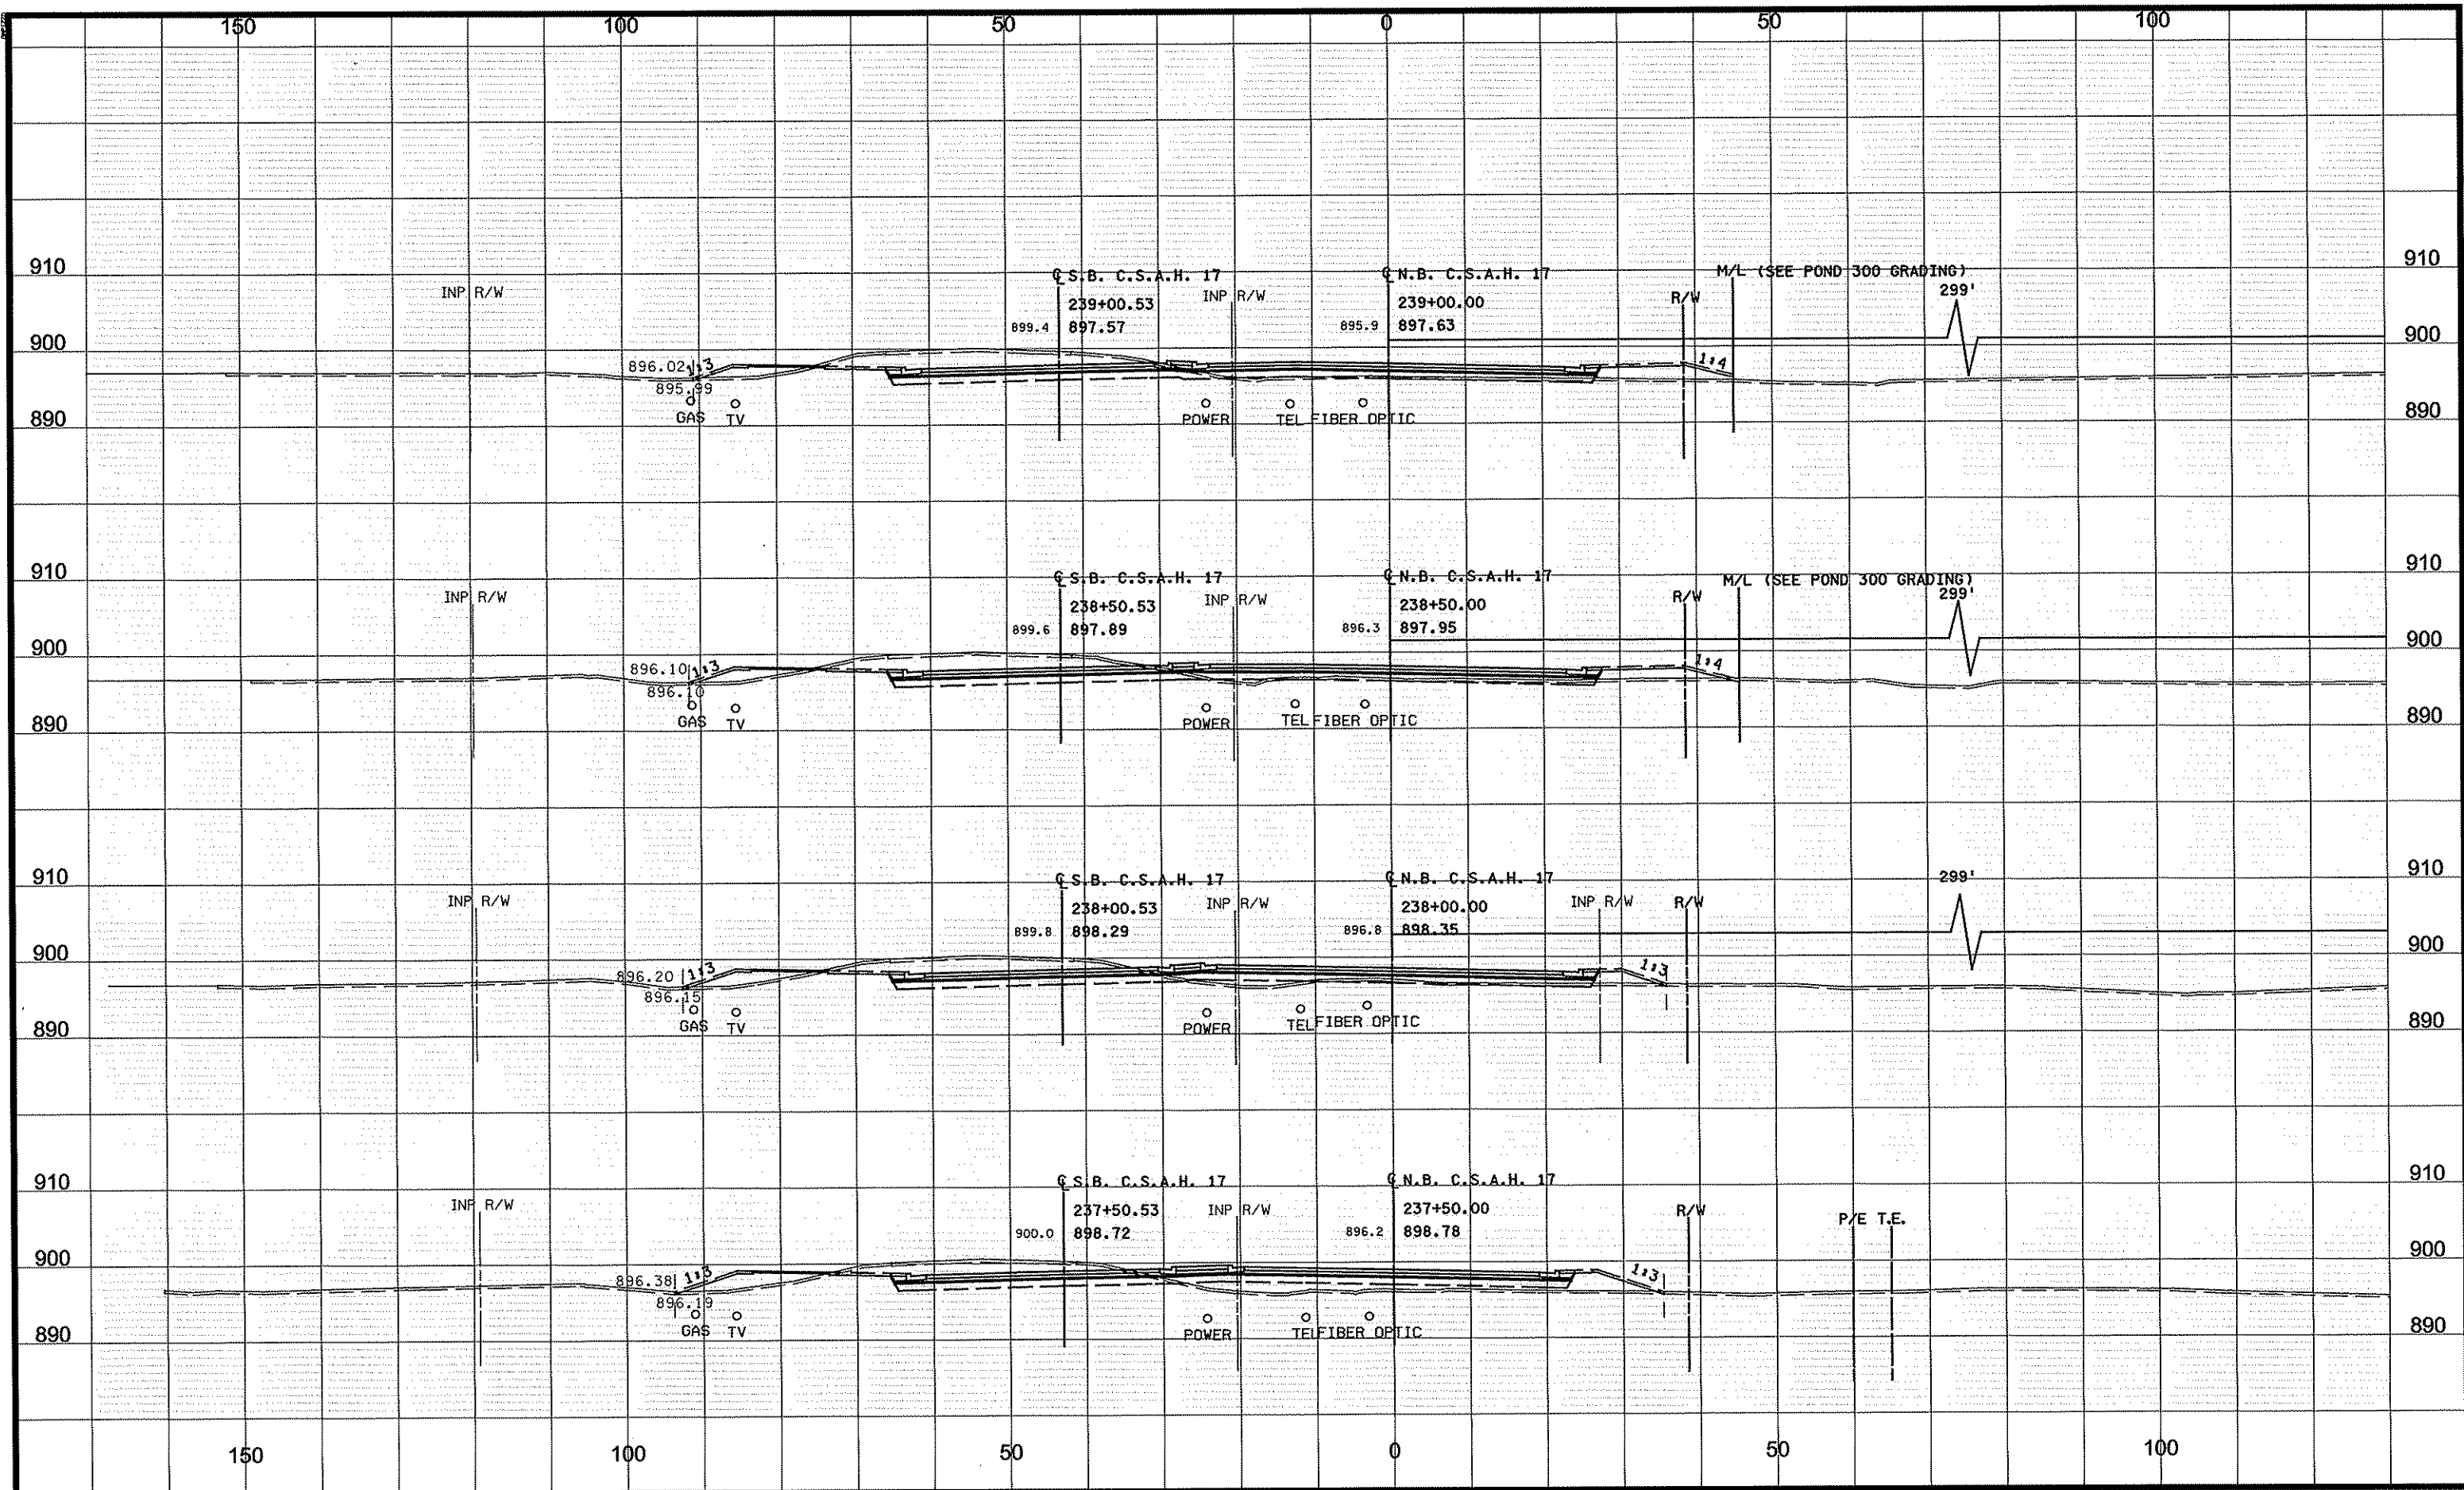 150 100 50 0 50 100
910 ℄ S.B. C.S.A.H. 17 ℄ N.B. C.S.A.H. 17 M/L (SEE POND 300 GRADING) 910
INP R/W 239+00.53 INP R/W 239+00.00 R/W 299'
899.4 897.57 895.9 897.63
900 900
896.02 1:3 1:4
895.99
GAS TV POWER TEL FIBER OPTIC
890 890
910 ℄ S.B. C.S.A.H. 17 ℄ N.B. C.S.A.H. 17 M/L (SEE POND 300 GRADING) 910
INP R/W 238+50.53 INP R/W 238+50.00 R/W 299'
899.6 897.89 896.3 897.95
900 900
896.10 1:3 1:4
896.10
GAS TV POWER TEL FIBER OPTIC
890 890
910 ℄ S.B. C.S.A.H. 17 ℄ N.B. C.S.A.H. 17 299' 910
INP R/W 238+00.53 INP R/W 238+00.00 INP R/W R/W
899.8 898.29 896.8 898.35
900 900
896.20 1:3 1:3
896.15
GAS TV POWER TEL FIBER OPTIC
890 890
910 ℄ S.B. C.S.A.H. 17 ℄ N.B. C.S.A.H. 17 910
INP R/W 237+50.53 INP R/W 237+50.00 R/W P/E T.E.
900.0 898.72 896.2 898.78
900 900
896.38 1:3 1:3
896.19
GAS TV POWER TEL FIBER OPTIC
890 890
150 100 50 0 50 100